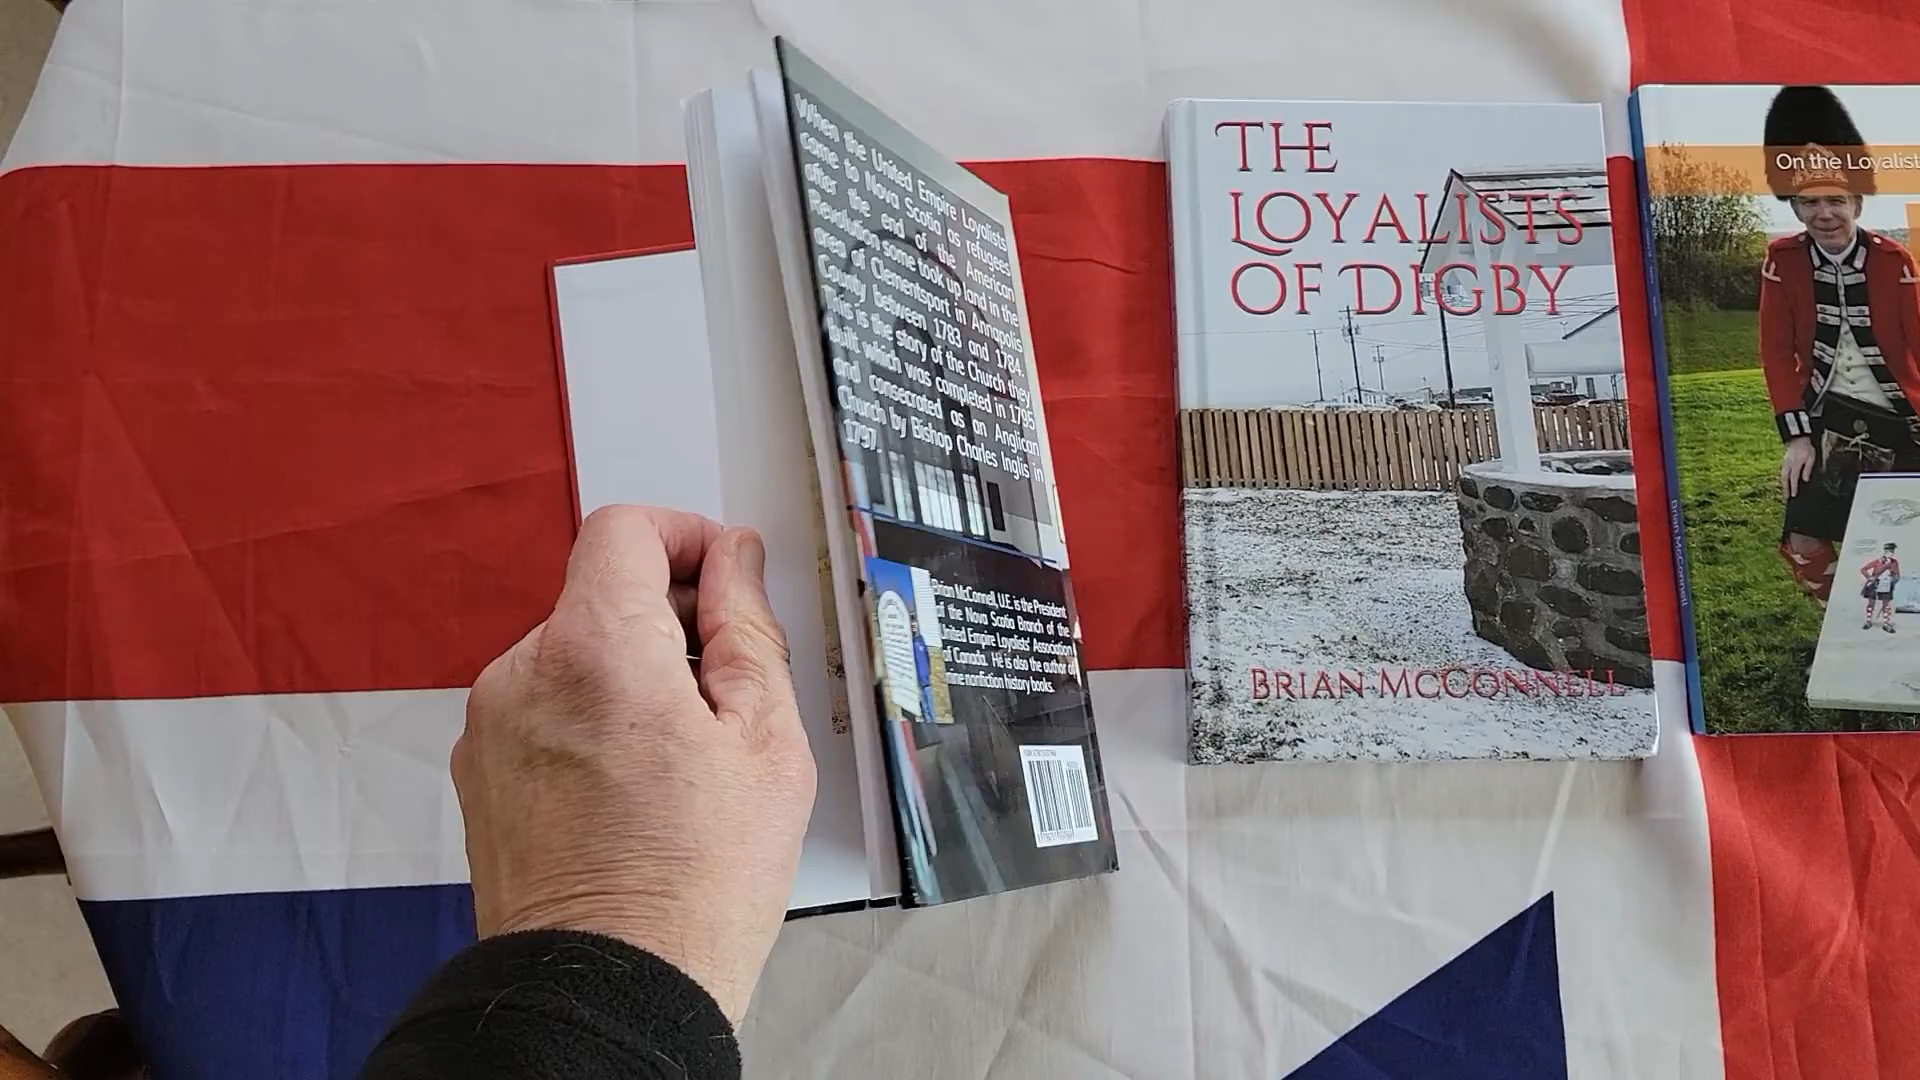 When the United Empire Loyalists
came to Nova Scotia as refugees
after the end of the American
Revolution some took up land in the
area of Clementsport in Annapolis
County between 1783 and 1784.
This is the story of the Church they
built which was completed in 1795
and consecrated as an Anglican
Church by Bishop Charles Inglis in
1797.
Brian McConnell, U.E. is the President
of the Nova Scotia Branch of the
United Empire Loyalists' Association
of Canada. He is also the author of
nine nonfiction history books.
THE
LOYALISTS
OF DIGBY
BRIAN MCCONNELL
On the Loyalist
Brian McConnell